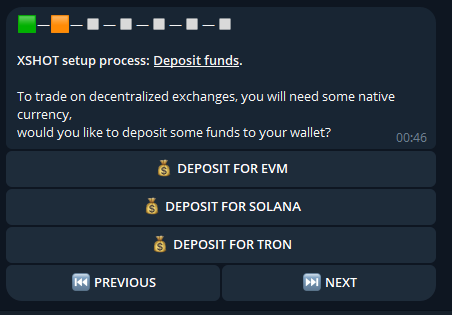 XSHOT setup process: Deposit funds.
To trade on decentralized exchanges, you will need some native
currency,
would you like to deposit some funds to your wallet?
00:46
💰 DEPOSIT FOR EVM
💰 DEPOSIT FOR SOLANA
💰 DEPOSIT FOR TRON
⏮ PREVIOUS
⏭ NEXT